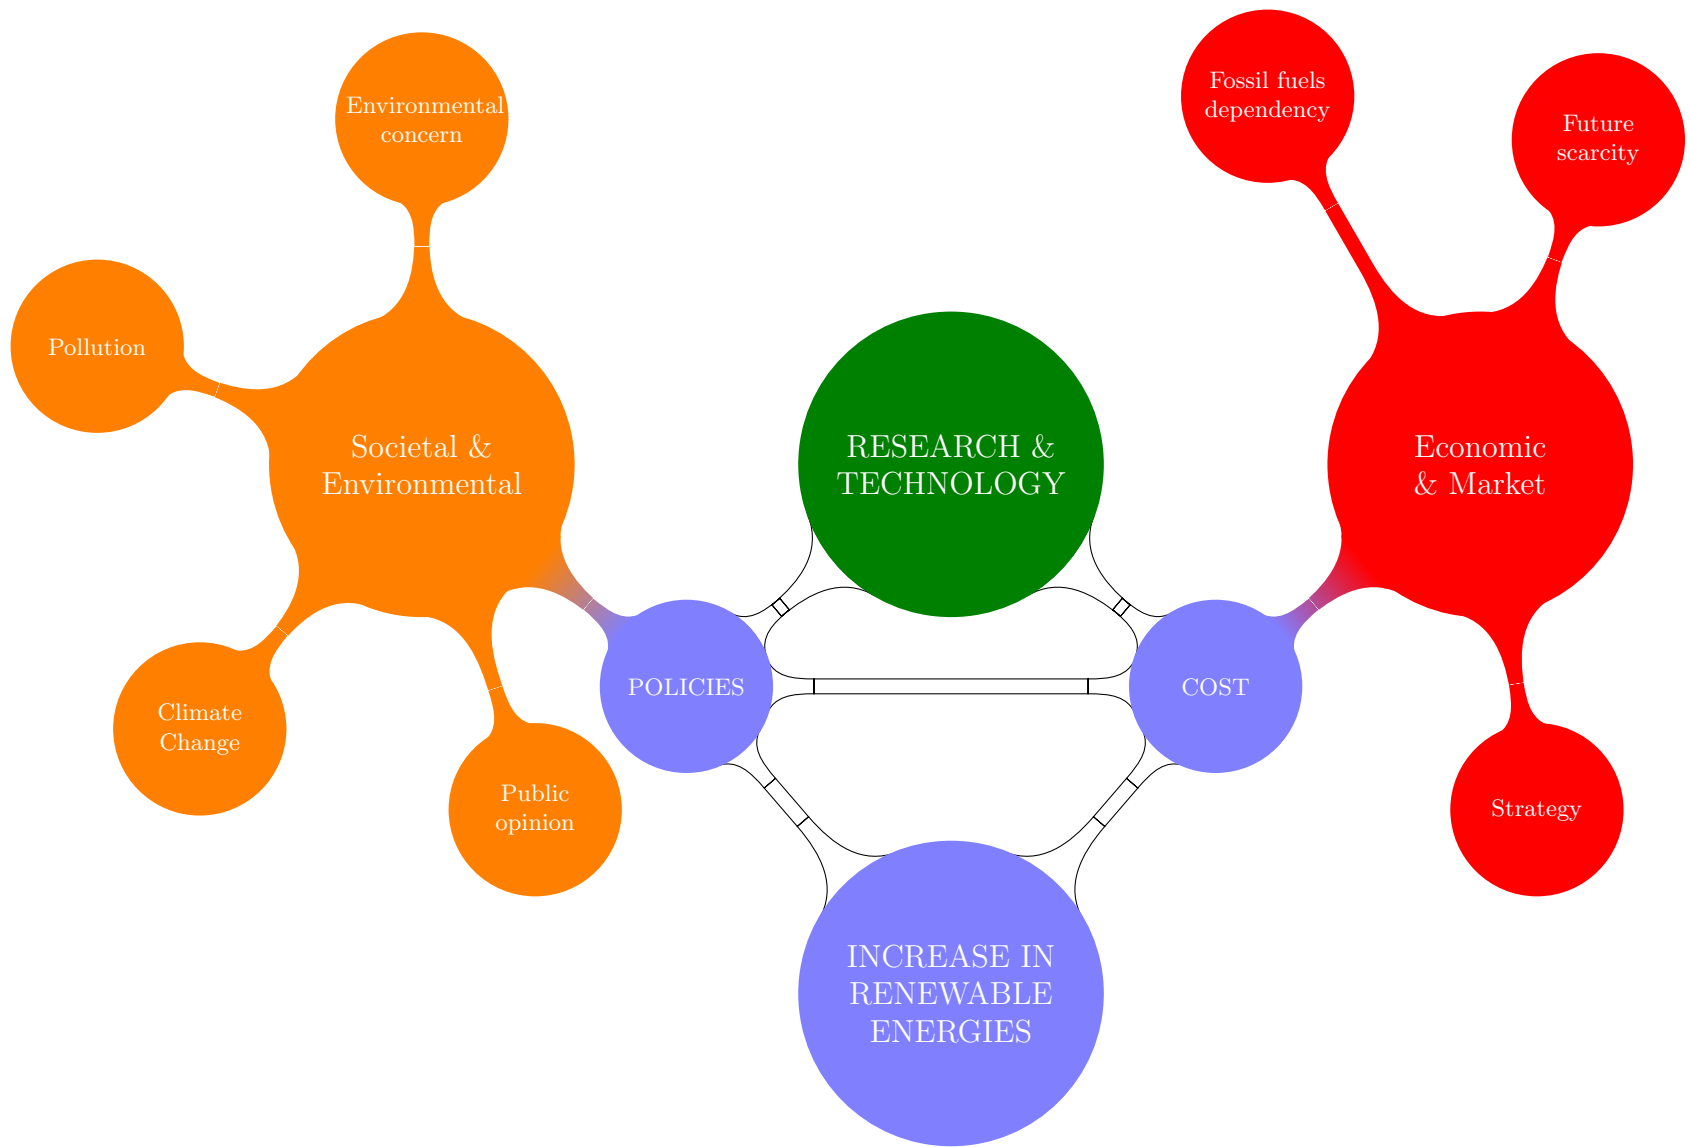 Environmental
concern
Pollution
Societal &
Environmental
Climate
Change
Public
opinion
POLICIES
RESEARCH &
TECHNOLOGY
COST
INCREASE IN
RENEWABLE
ENERGIES
Fossil fuels
dependency
Future
scarcity
Economic
& Market
Strategy